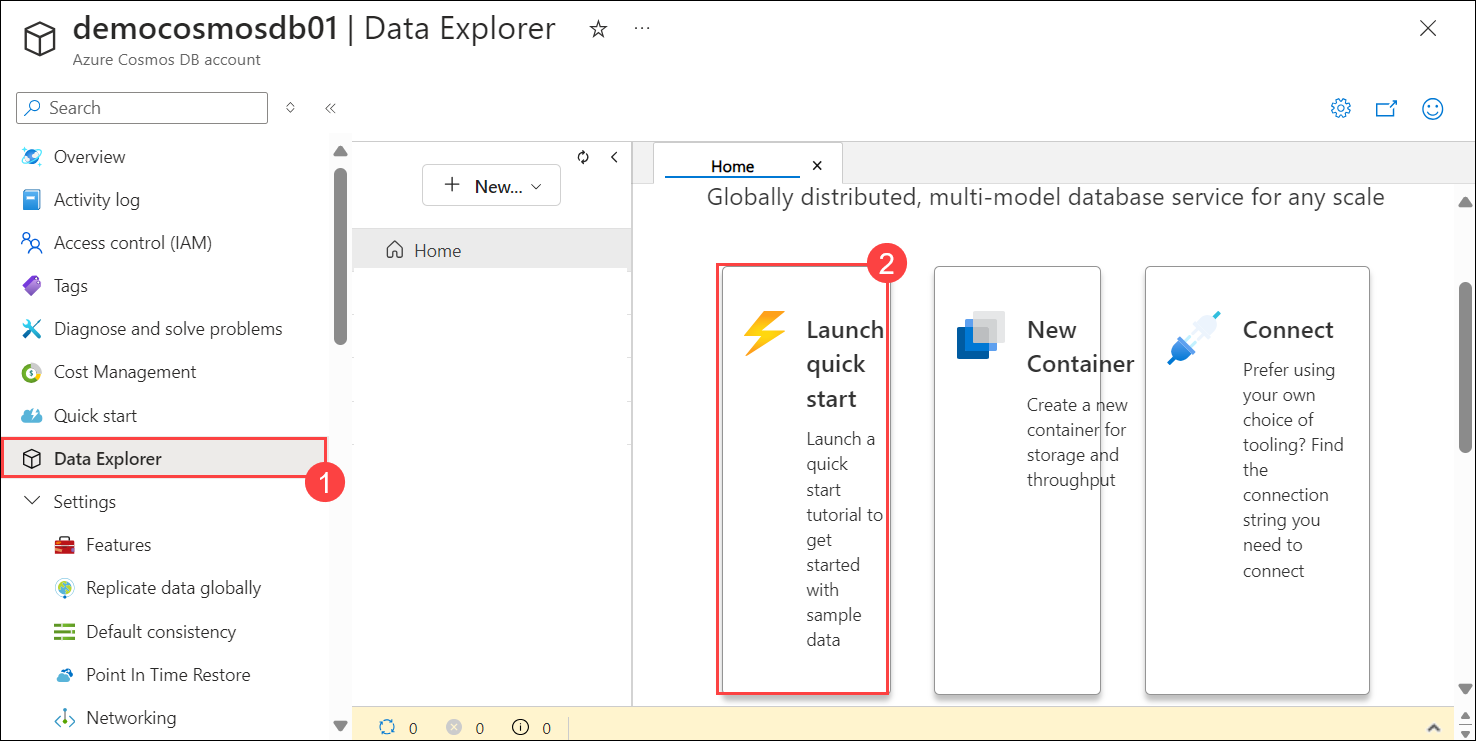 democosmosdb01 | Data Explorer ☆ ...
Azure Cosmos DB account
Search
Overview
Activity log
Access control (IAM)
Tags
Diagnose and solve problems
Cost Management
Quick start
Data Explorer
1
Settings
Features
Replicate data globally
Default consistency
Point In Time Restore
Networking
+ New...
Home
Home
Globally distributed, multi-model database service for any scale
2
Launch
quick
start
Launch a
quick
start
tutorial to
get
started
with
sample
data
New
Container
Create a new
container for
storage and
throughput
Connect
Prefer using
your own
choice of
tooling? Find
the
connection
string you
need to
connect
0 0 0